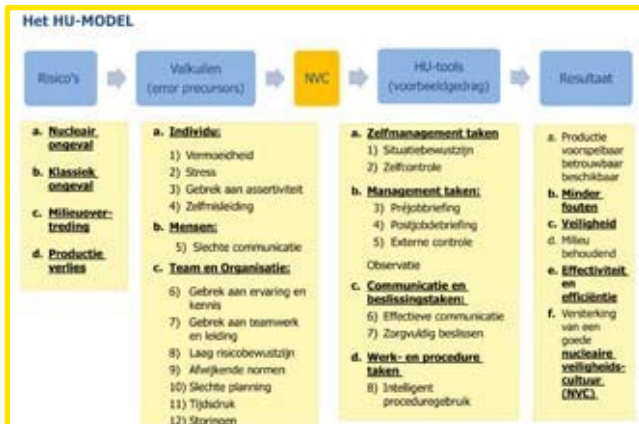 Het HU-MODEL
Risico's
Valkuilen
(error precursors)
NVC
HU-tools
(voorbeeldgedrag)
Resultaat
a. Nucleair
ongeval
b. Klassiek
ongeval
c. Milieuover-
treding
d. Productie
verlies
a. Individu:
1) Vermoeidheid
2) Stress
3) Gebrek aan assertiviteit
4) Zelfmisleiding
b. Mensen:
5) Slechte communicatie
c. Team en Organisatie:
6) Gebrek aan ervaring en
kennis
7) Gebrek aan teamwerk
en leiding
8) Laag risicobewustzijn
9) Afwijkende normen
10) Slechte planning
11) Tijdsdruk
12) Storingen
a. Zelfmanagement taken
1) Situatiebewustzijn
2) Zelfcontrole
b. Management taken:
3) Préjobbriefing
4) Postjobdebriefing
5) Externe controle
Observatie
c. Communicatie en
beslissingstaken:
6) Effectieve communicatie
7) Zorgvuldig beslissen
d. Werk- en procedure
taken
8) Intelligent
proceduregebruik
a. Productie
voorspelbaar
betrouwbaar
beschikbaar
b. Minder
fouten
c. Veiligheid
d. Milieu
behoudend
e. Effectiviteit
en
efficiëntie
f. Versterking
van een
goede
nucleaire
veiligheids-
cultuur
(NVC)